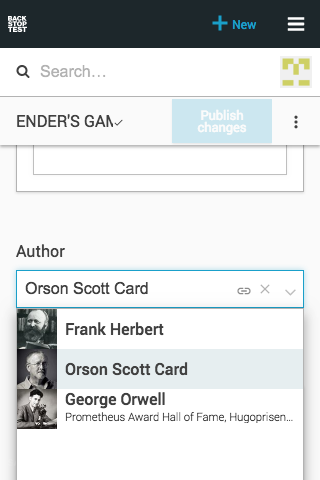 BACK
STOP
TEST
New
Search…
ENDER'S GAM
Publish
changes
Author
Orson Scott Card
Frank Herbert
Orson Scott Card
George Orwell
Prometheus Award Hall of Fame, Hugoprisen…